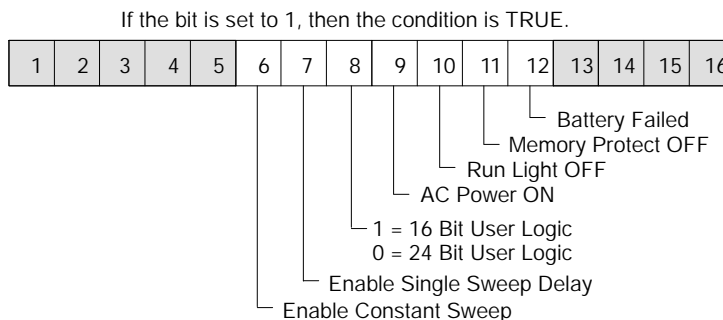 If the bit is set to 1, then the condition is TRUE.
1 2 3 4 5 6 7 8 9 10 11 12 13 14 15 16
Battery Failed
Memory Protect OFF
Run Light OFF
AC Power ON
1 = 16 Bit User Logic
0 = 24 Bit User Logic
Enable Single Sweep Delay
Enable Constant Sweep